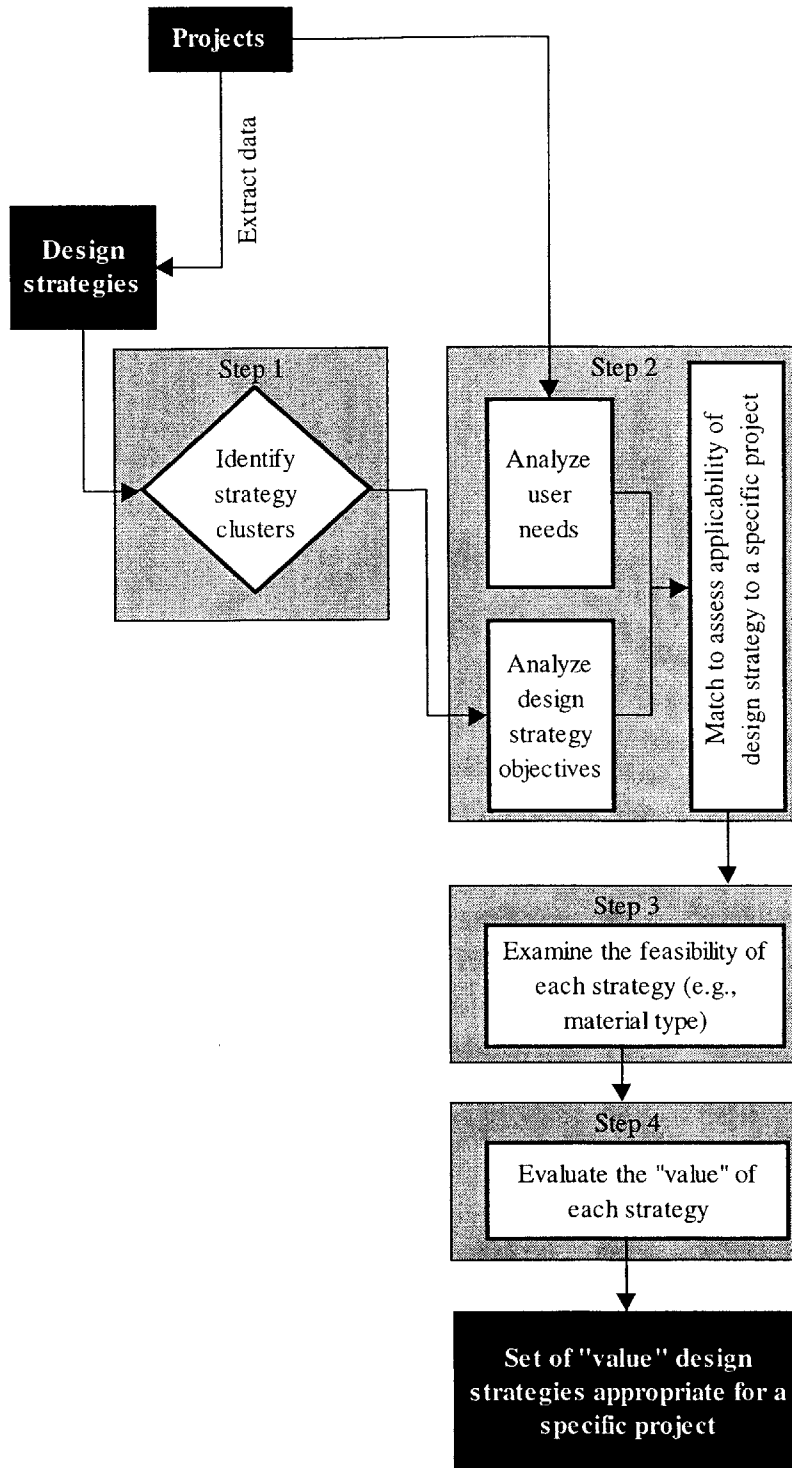 Projects
Extract data
Design
strategies
Step 1
Identify
strategy
clusters
Step 2
Analyze
user
needs
Analyze
design
strategy
objectives
Match to assess applicability of
design strategy to a specific project
Step 3
Examine the feasibility of
each strategy (e.g.,
material type)
Step 4
Evaluate the "value" of
each strategy
Set of "value" design
strategies appropriate for a
specific project